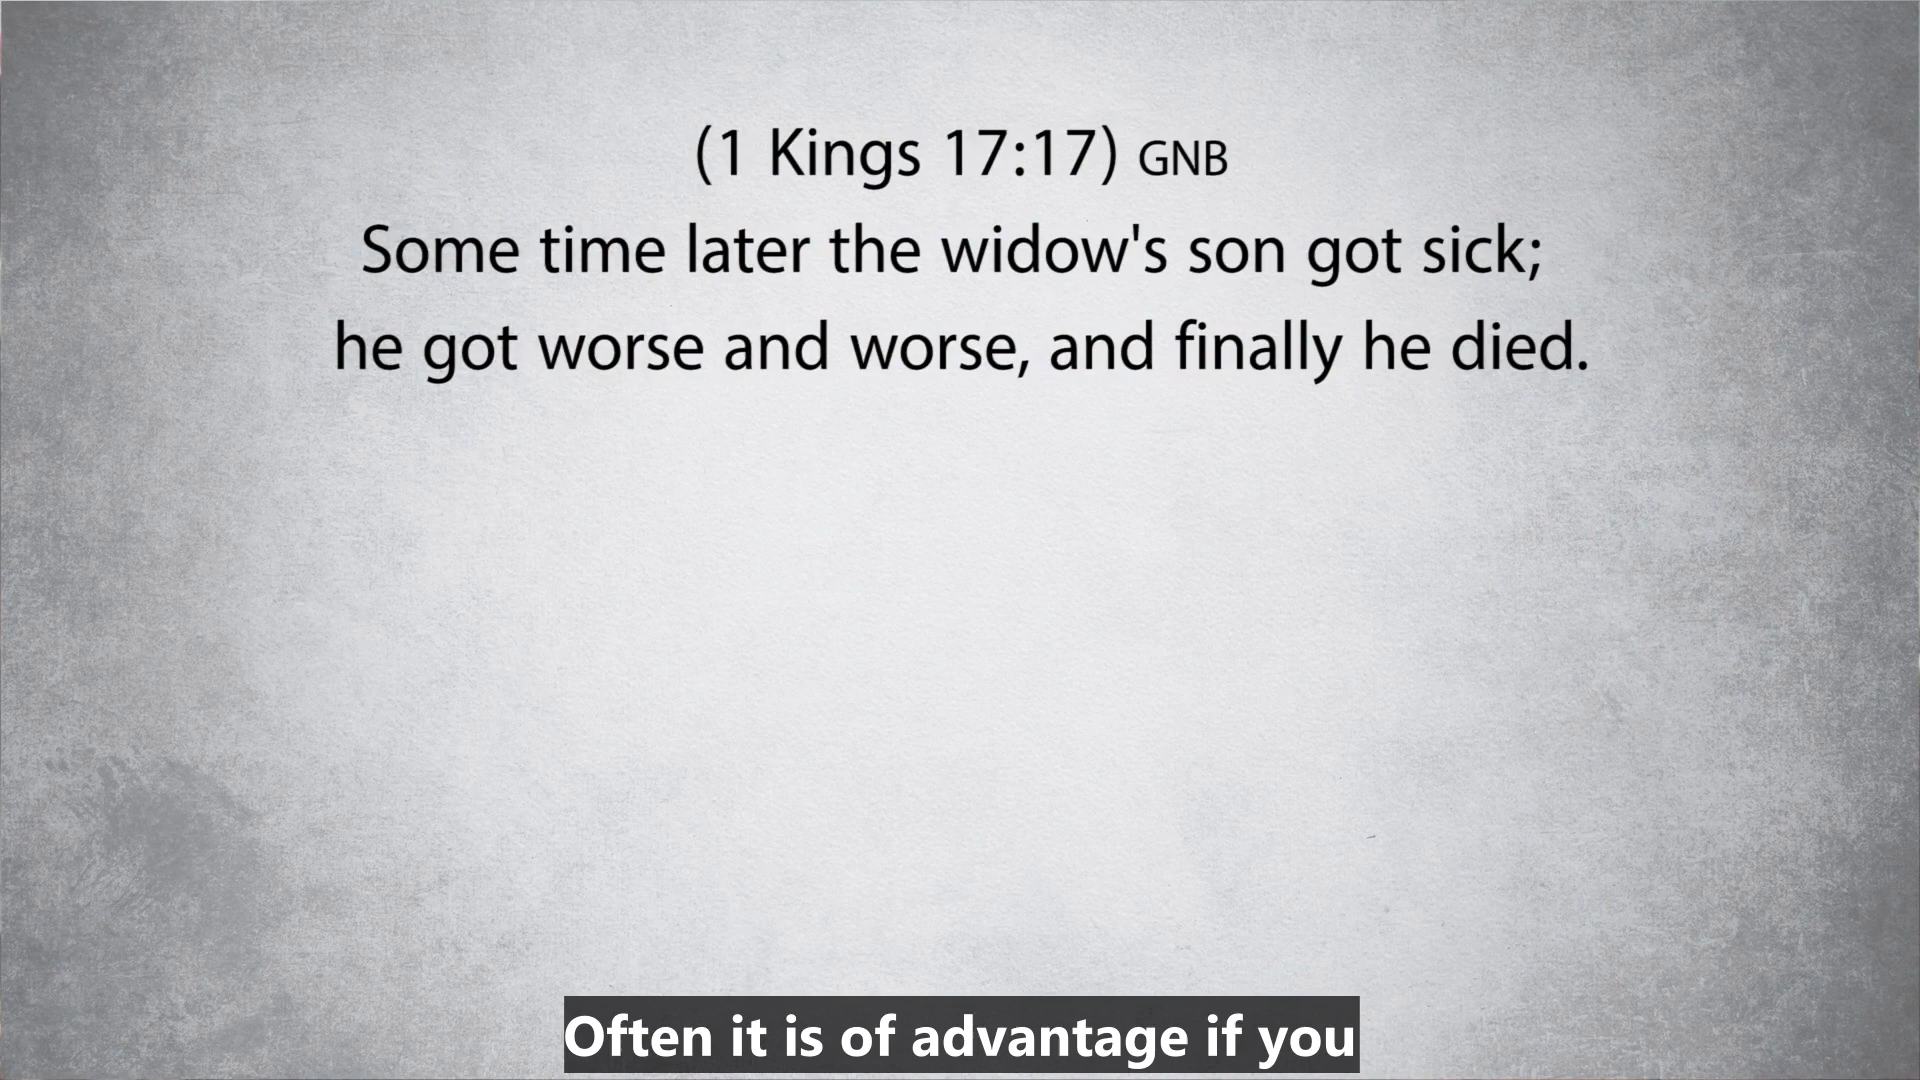 (1 Kings 17:17) GNB
Some time later the widow's son got sick;
he got worse and worse, and finally he died.
Often it is of advantage if you